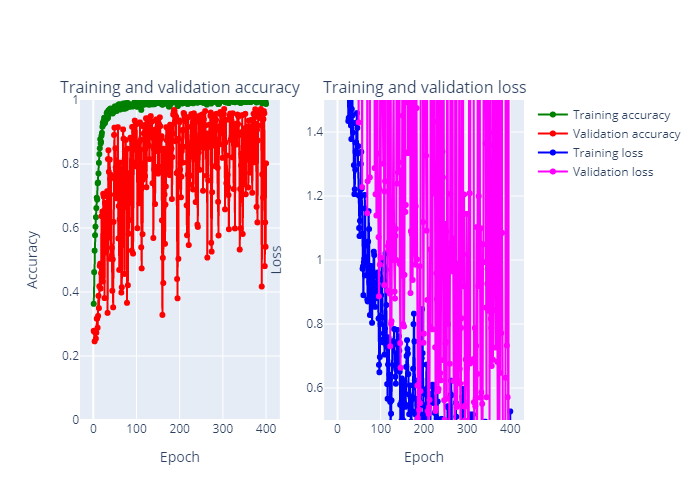 Training and validation accuracy
Training and validation loss
1
0.8
0.6
0.4
0.2
0
Accuracy
0 100 200 300 400
Epoch
1.4
1.2
1
0.8
0.6
Loss
0 100 200 300 400
Epoch
Training accuracy
Validation accuracy
Training loss
Validation loss